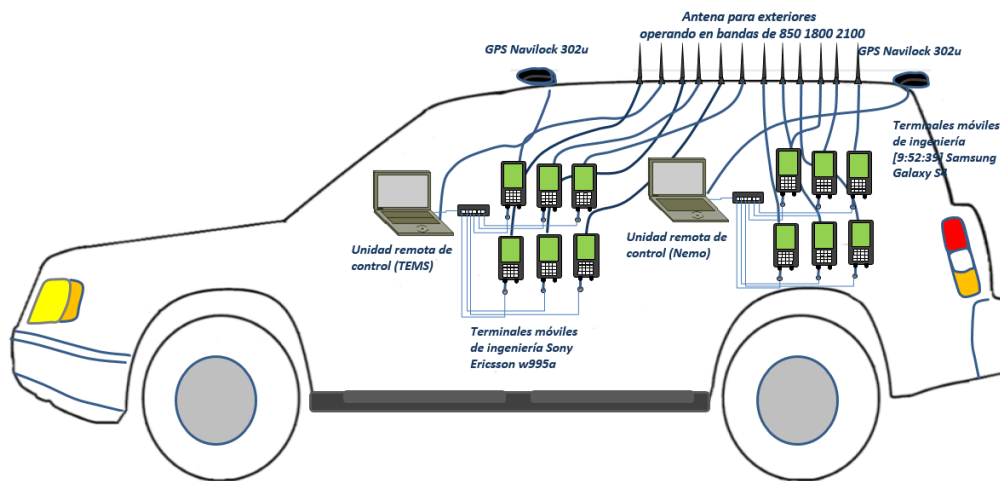 Antena para exteriores
operando en bandas de 850 1800 2100
GPS Navilock 302u
GPS Navilock 302u
Terminales móviles
de ingeniería
[9:52:39] Samsung
Galaxy S4
Unidad remota de
control (TEMS)
Unidad remota de
control (Nemo)
Terminales móviles
de ingeniería Sony
Ericsson w995a